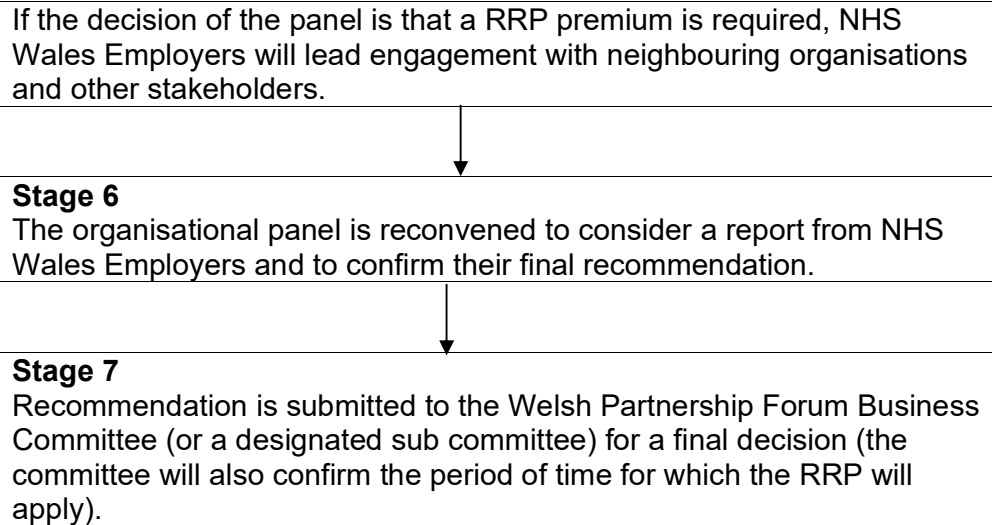 If the decision of the panel is that a RRP premium is required, NHS
Wales Employers will lead engagement with neighbouring organisations
and other stakeholders.
Stage 6
The organisational panel is reconvened to consider a report from NHS
Wales Employers and to confirm their final recommendation.
Stage 7
Recommendation is submitted to the Welsh Partnership Forum Business
Committee (or a designated sub committee) for a final decision (the
committee will also confirm the period of time for which the RRP will
apply).